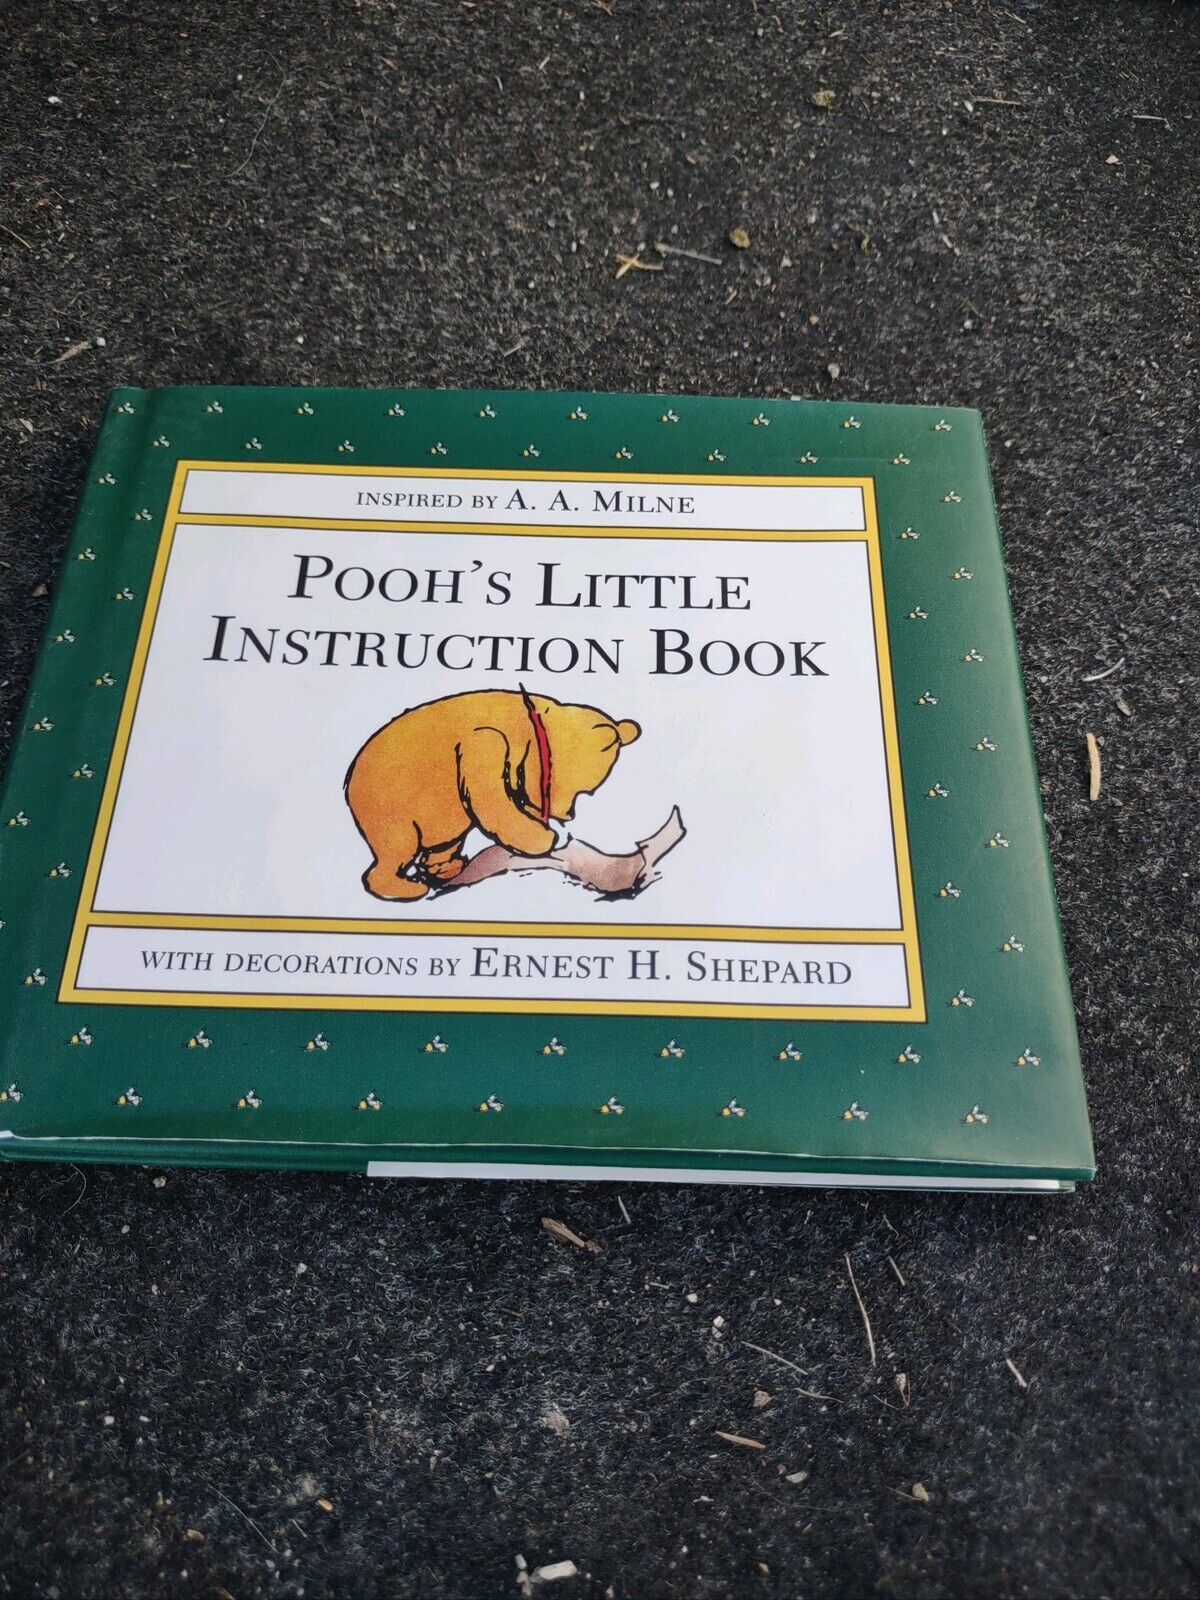 INSPIRED BY A. A. MILNE
POOH'S LITTLE
INSTRUCTION BOOK
WITH DECORATIONS BY ERNEST H. SHEPARD